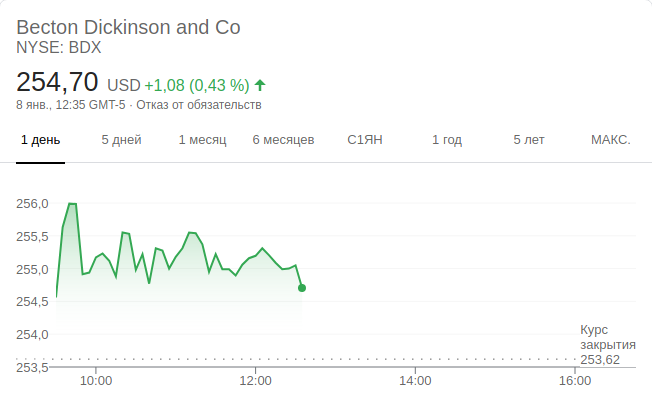 Becton Dickinson and Co
NYSE: BDX
254,70 USD +1,08 (0,43 %)
8 янв., 12:35 GMT-5 · Отказ от обязательств
1 день 5 дней 1 месяц 6 месяцев С1ЯН 1 год 5 лет МАКС.
256,0
255,5
255,0
254,5
254,0
253,5
Курс
закрытия
253,62
10:00 12:00 14:00 16:00